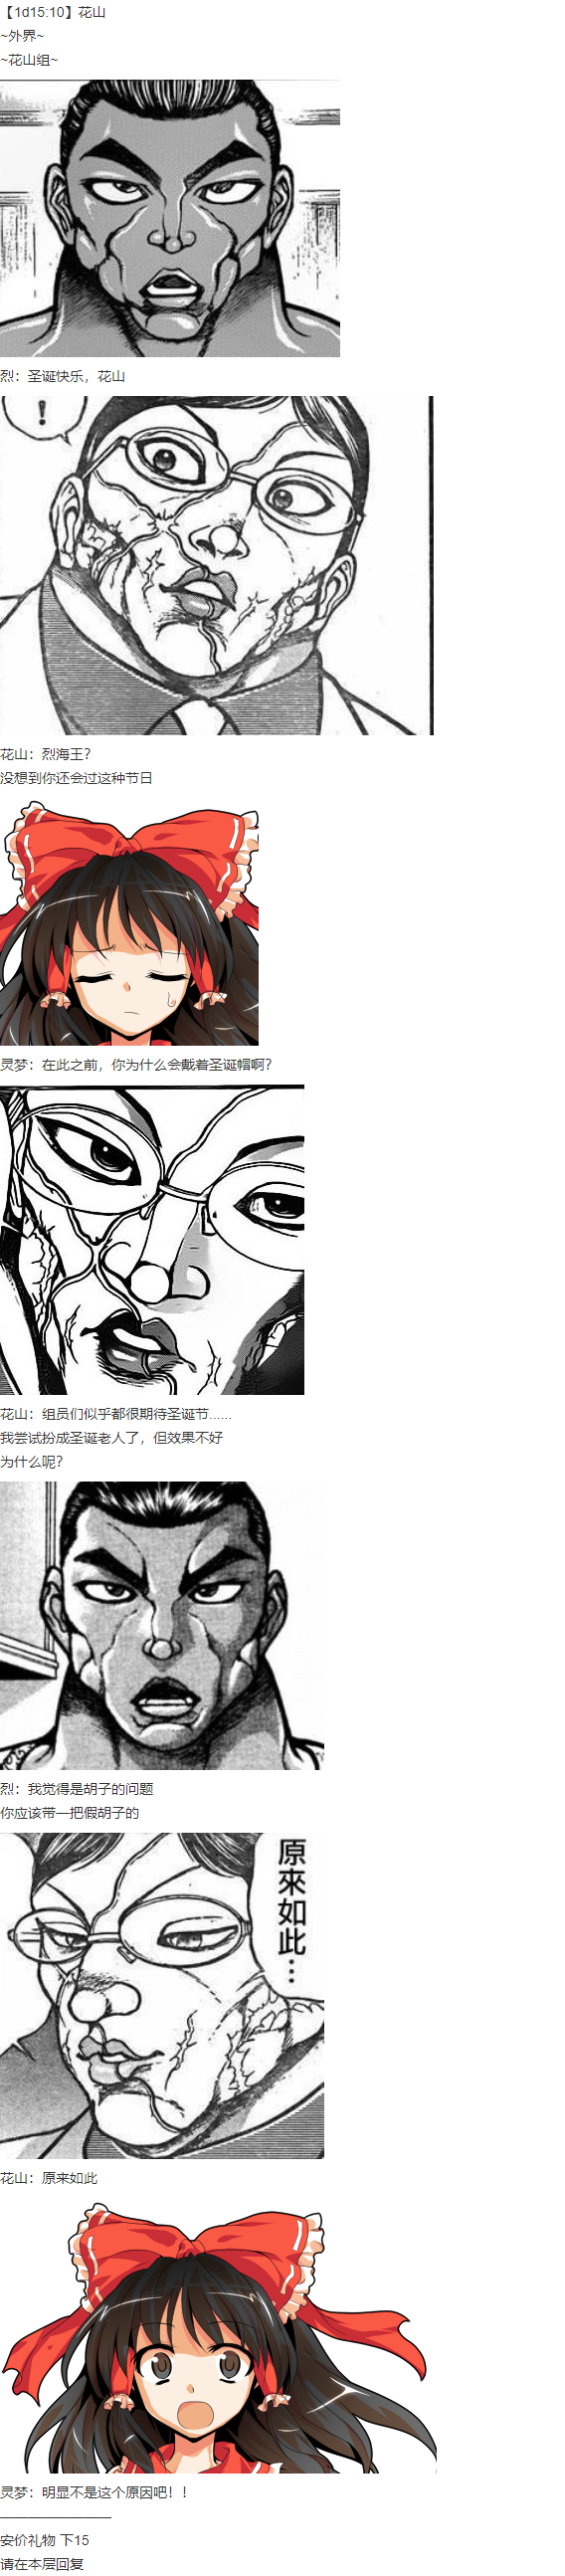 【1d15:10】花山
~外界~
~花山组~
烈：圣诞快乐，花山
！
花山：烈海王？
没想到你还会过这种节日
灵梦：在此之前，你为什么会戴着圣诞帽啊？
花山：组员们似乎都很期待圣诞节......
我尝试扮成圣诞老人了，但效果不好
为什么呢？
烈：我觉得是胡子的问题
你应该带一把假胡子的
原來如此…
花山：原来如此
灵梦：明显不是这个原因吧！！
————————
安价礼物 下15
请在本层回复